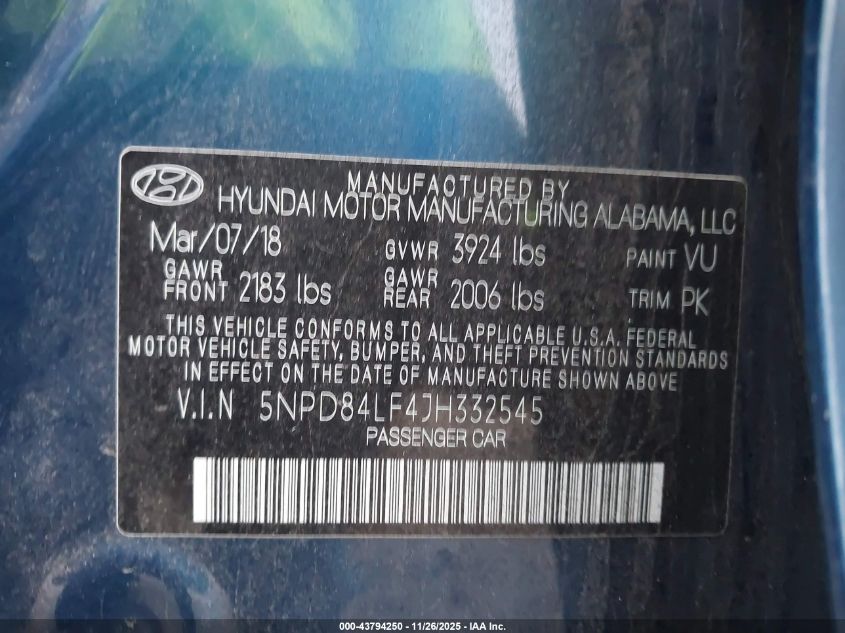 MANUFACTURED BY
HYUNDAI MOTOR MANUFACTURING ALABAMA, LLC
Mar/07/18 GVWR 3924 lbs PAINT VU
GAWR FRONT 2183 lbs GAWR REAR 2006 lbs TRIM PK
THIS VEHICLE CONFORMS TO ALL APPLICABLE U.S.A. FEDERAL
MOTOR VEHICLE SAFETY, BUMPER, AND THEFT PREVENTION STANDARDS
IN EFFECT ON THE DATE OF MANUFACTURE SHOWN ABOVE
V.I.N 5NPD84LF4JH332545
PASSENGER CAR
000-43794250 - 11/26/2025 - IAA Inc.